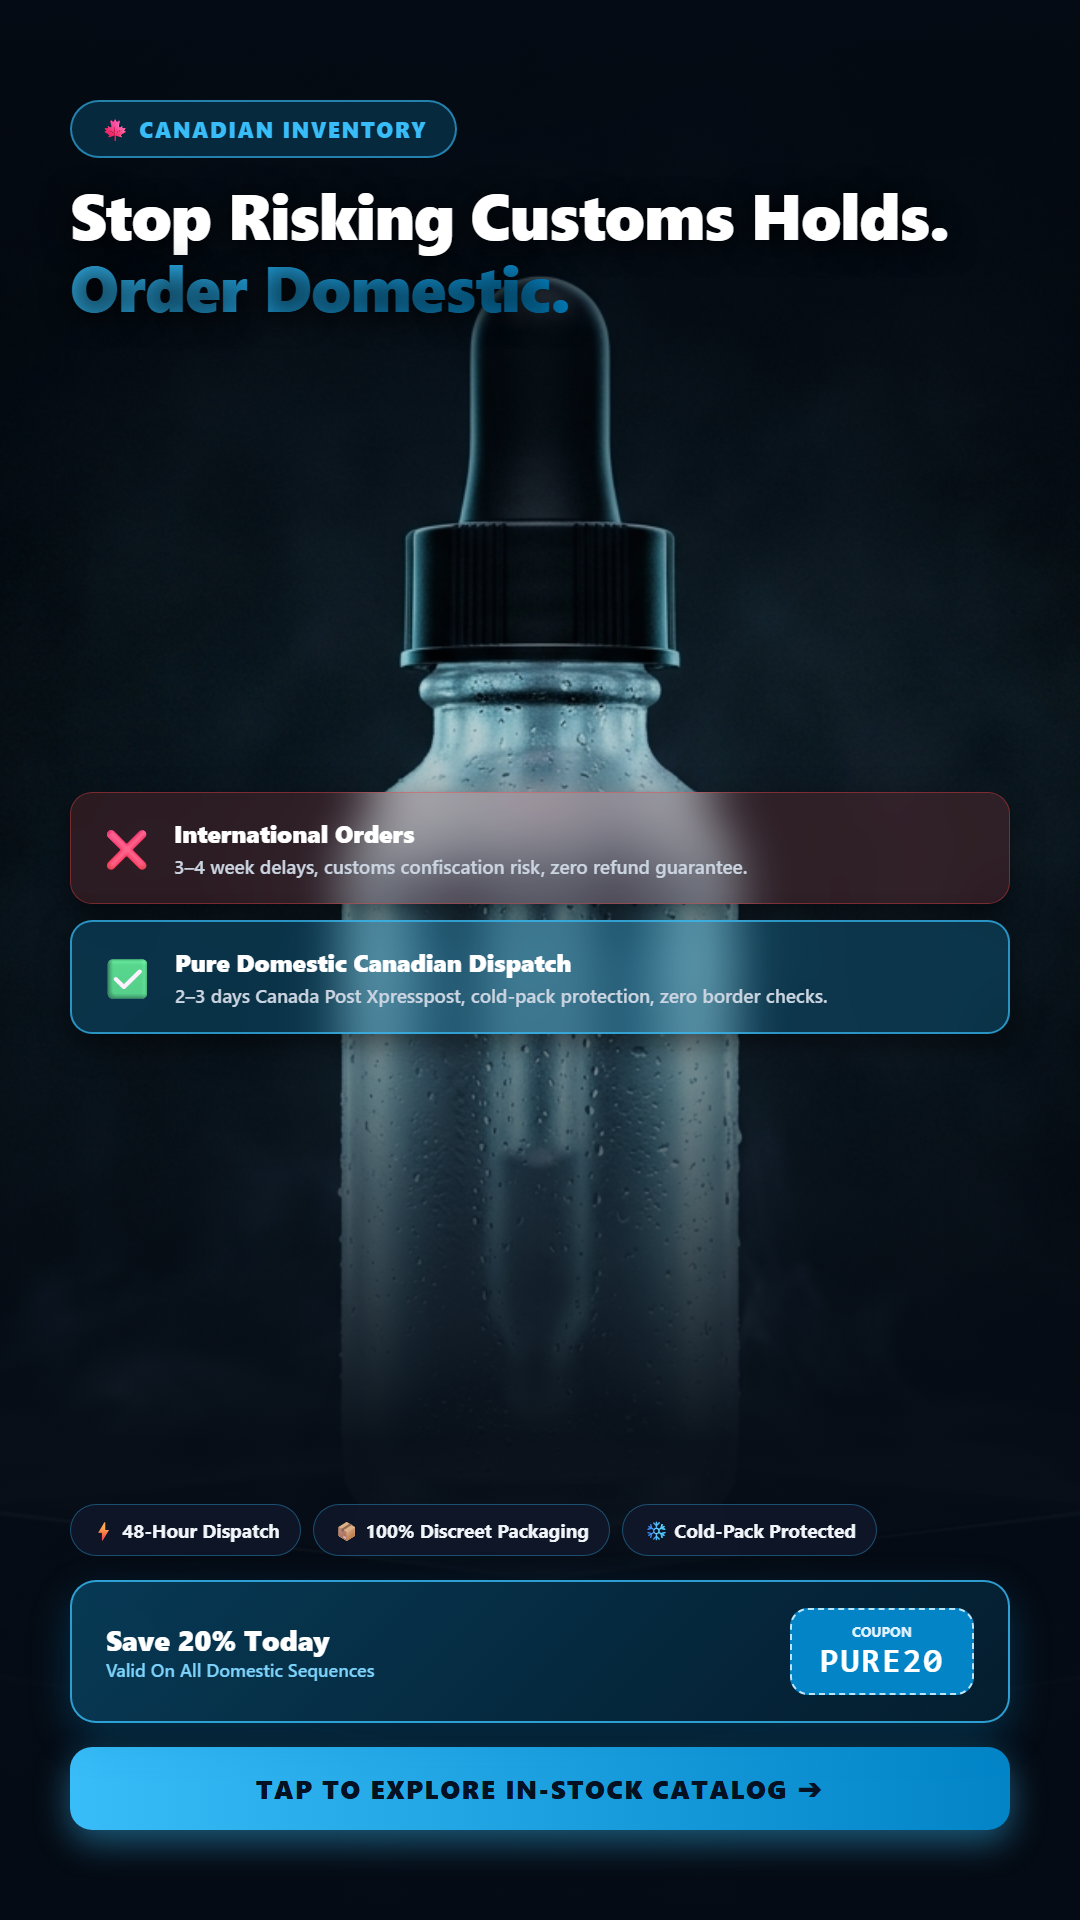 🍁 CANADIAN INVENTORY
Stop Risking Customs Holds.
Order Domestic.
❌ International Orders
3–4 week delays, customs confiscation risk, zero refund guarantee.
✅ Pure Domestic Canadian Dispatch
2–3 days Canada Post Xpresspost, cold-pack protection, zero border checks.
⚡ 48-Hour Dispatch
📦 100% Discreet Packaging
❄️ Cold-Pack Protected
Save 20% Today
Valid On All Domestic Sequences
COUPON
PURE20
TAP TO EXPLORE IN-STOCK CATALOG ➔